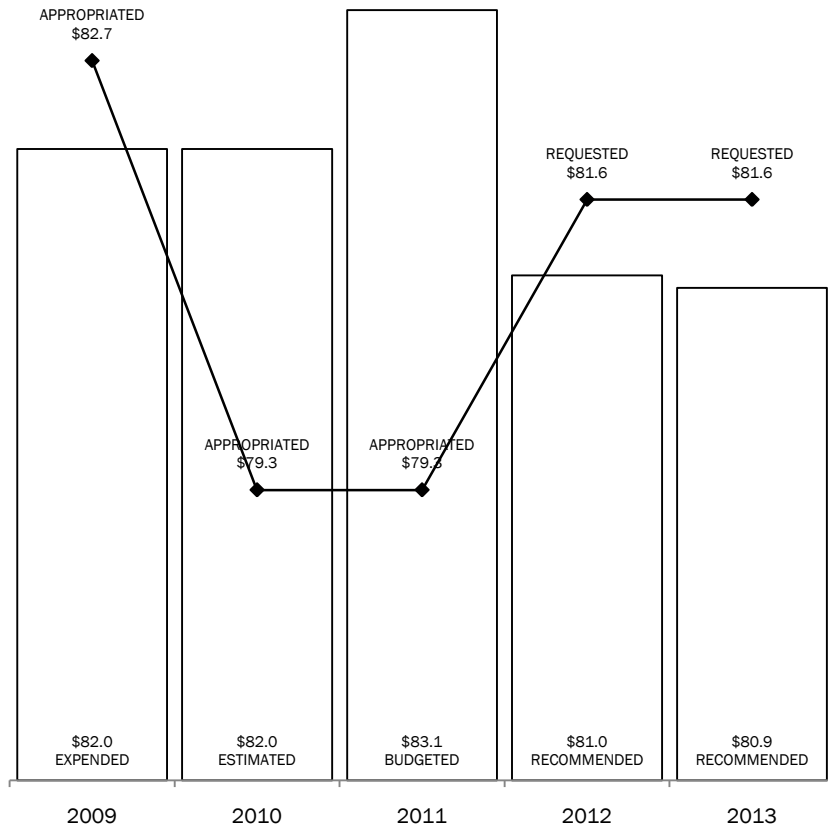 APPROPRIATED
$82.7
REQUESTED
$81.6
REQUESTED
$81.6
APPROPRIATED
$79.3
APPROPRIATED
$79.3
$82.0
EXPENDED
$82.0
ESTIMATED
$83.1
BUDGETED
$81.0
RECOMMENDED
$80.9
RECOMMENDED
2009
2010
2011
2012
2013